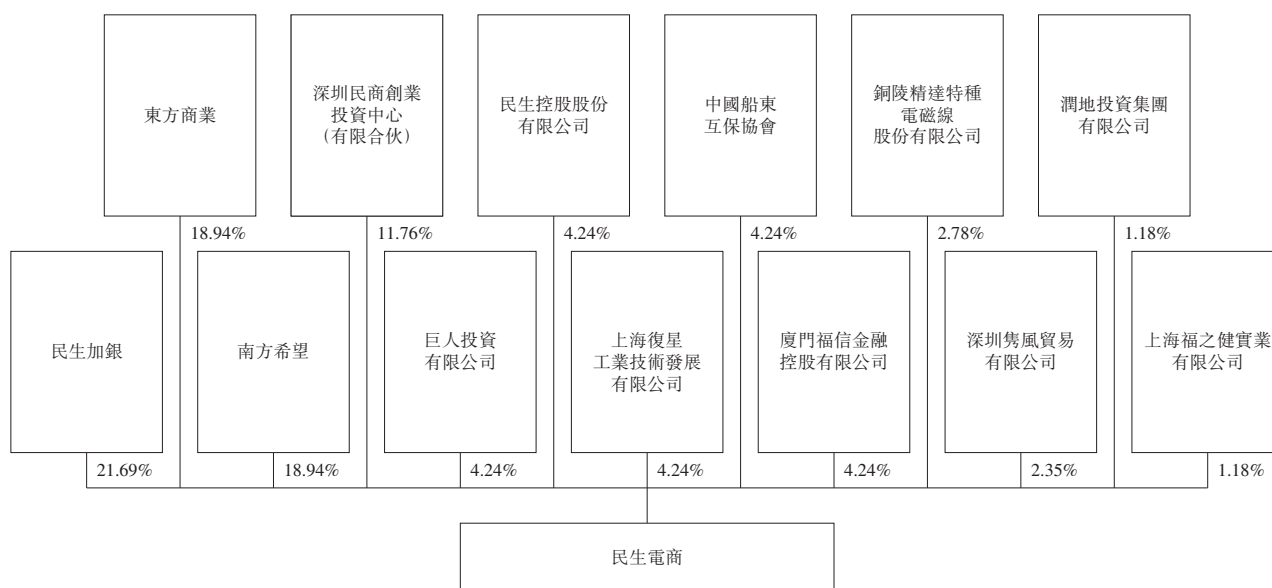 東方商業
深圳民商創業
投資中心
（有限合伙）
民生控股股份
有限公司
中國船東
互保協會
銅陵精達特種
電磁線
股份有限公司
潤地投資集團
有限公司
18.94%
11.76%
4.24%
4.24%
2.78%
1.18%
民生加銀
南方希望
巨人投資
有限公司
上海復星
工業技術發展
有限公司
廈門福信金融
控股有限公司
深圳雋風貿易
有限公司
上海福之健實業
有限公司
21.69%
18.94%
4.24%
4.24%
4.24%
2.35%
1.18%
民生電商